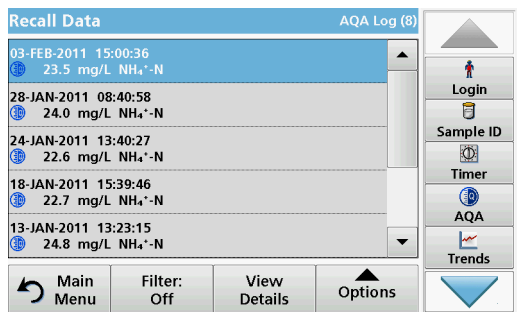 Recall Data AQA Log (8)
03-FEB-2011 15:00:36
23.5 mg/L NH₄⁺-N
28-JAN-2011 08:40:58
24.0 mg/L NH₄⁺-N
24-JAN-2011 13:40:27
22.6 mg/L NH₄⁺-N
18-JAN-2011 15:39:46
22.7 mg/L NH₄⁺-N
13-JAN-2011 13:23:15
24.8 mg/L NH₄⁺-N
Main
Menu
Filter:
Off
View
Details
Options
Login
Sample ID
Timer
AQA
Trends